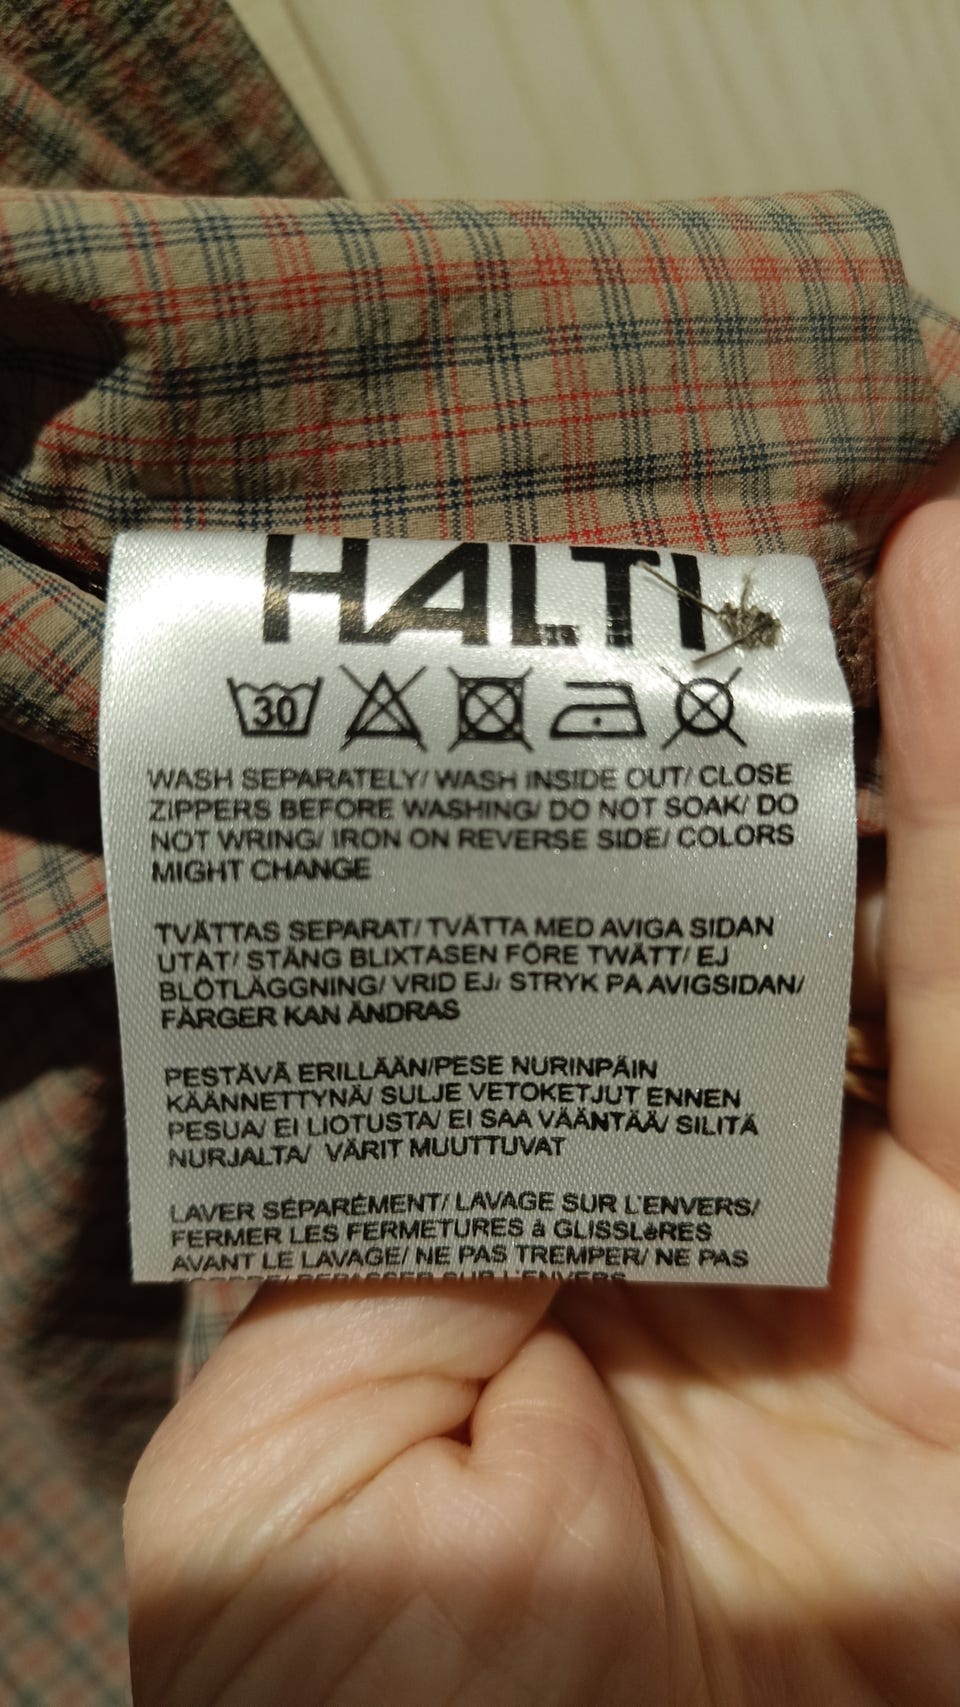 HALTI
30
WASH SEPARATELY/ WASH INSIDE OUT/ CLOSE
ZIPPERS BEFORE WASHING/ DO NOT SOAK/ DO
NOT WRING/ IRON ON REVERSE SIDE/ COLORS
MIGHT CHANGE
TVÄTTAS SEPARAT/ TVÄTTA MED AVIGA SIDAN
UTÅT/ STÄNG BLIXTASEN FÖRE TWÄTT/ EJ
BLÖTLÄGGNING/ VRID EJ/ STRYK PA AVIGSIDAN/
FÄRGER KAN ÄNDRAS
PESTÄVÄ ERILLÄÄN/PESE NURINPÄIN
KÄÄNNETTYNÄ/ SULJE VETOKETJUT ENNEN
PESUA/ EI LIOTUSTA/ EI SAA VÄÄNTÄÄ/ SILITÄ
NURJALTA/ VÄRIT MUUTTUVAT
LAVER SÉPARÉMENT/ LAVAGE SUR L'ENVERS/
FERMER LES FERMETURES à GLISSLèRES
AVANT LE LAVAGE/ NE PAS TREMPER/ NE PAS
REPASSER SUR L'ENVERS